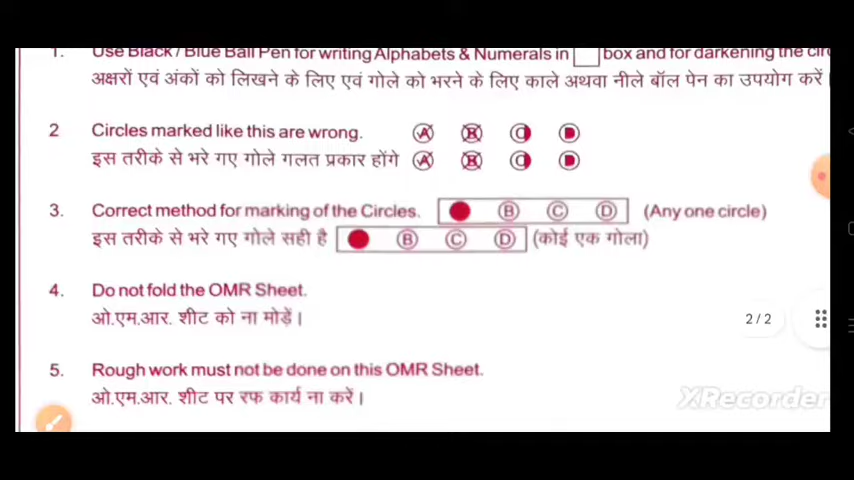 1. Use Black / Blue Ball Pen for writing Alphabets & Numerals in box and for darkening the
अक्षरों एवं अंकों को लिखने के लिए एवं गोले को भरने के लिए काले अथवा नीले बॉल पेन का उपयोग करें
2 Circles marked like this are wrong. A B C D
इस तरीके से भरे गए गोले गलत प्रकार होंगे A B C D
3. Correct method for marking of the Circles. B C D (Any one circle)
इस तरीके से भरे गए गोले सही है B C D (कोई एक गोला)
4. Do not fold the OMR Sheet.
ओ.एम.आर. शीट को ना मोड़ें।
2/2
5. Rough work must not be done on this OMR Sheet.
ओ.एम.आर. शीट पर रफ कार्य ना करें।
XRecorder